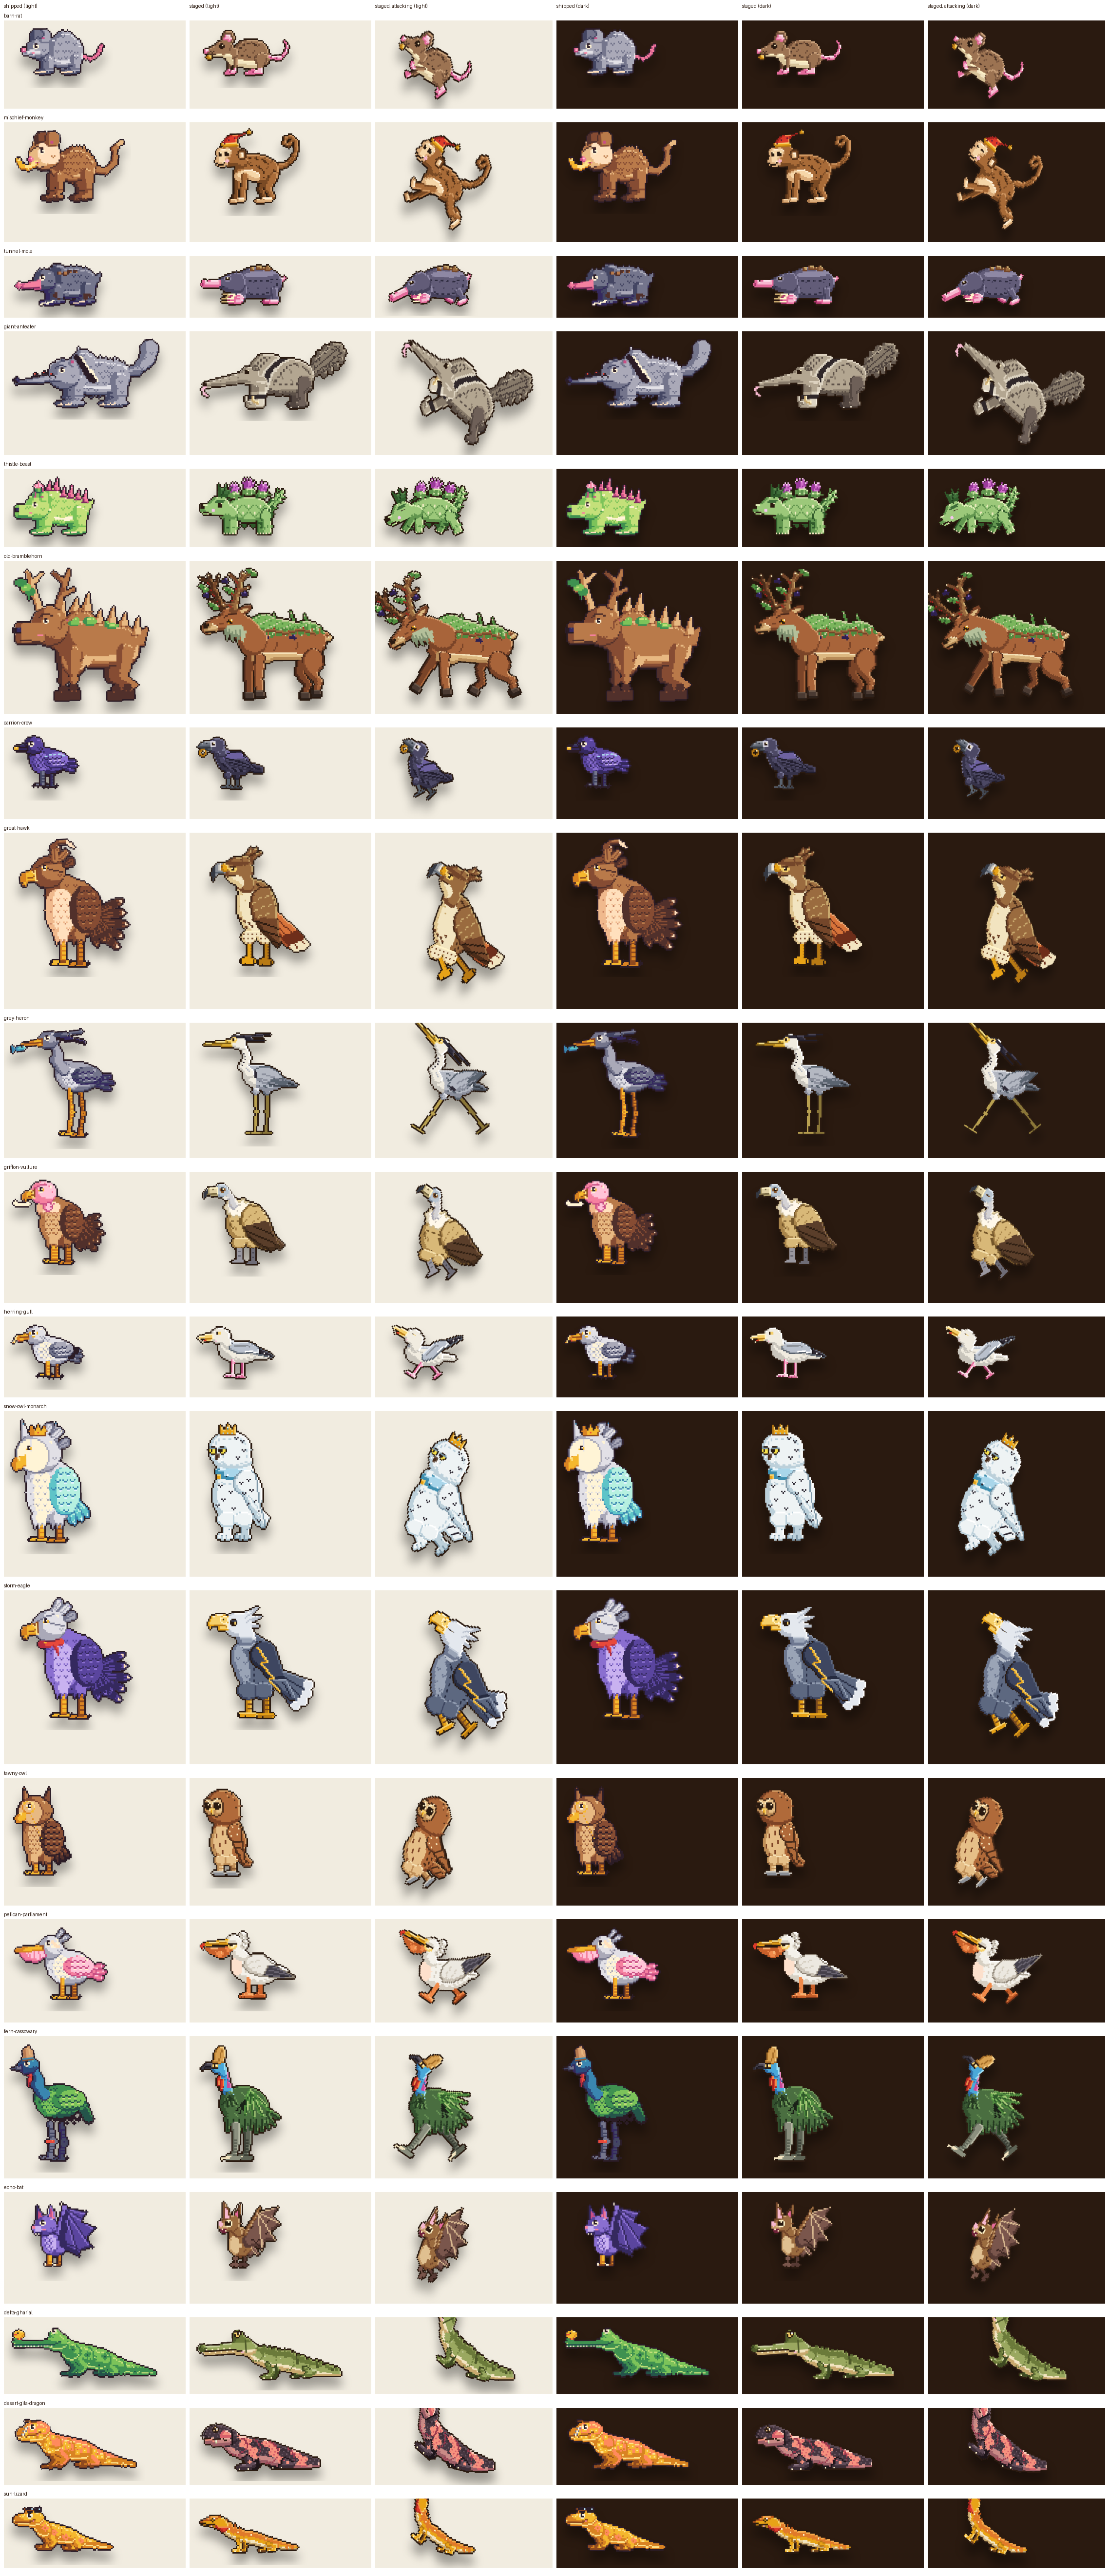 shipped (light) staged (light) staged, attacking (light) shipped (dark) staged (dark) staged, attacking (dark)
barn-rat
mischief-monkey
tunnel-mole
giant-anteater
thistle-beast
old-bramblehorn
carrion-crow
great-hawk
grey-heron
griffon-vulture
herring-gull
snow-owl-monarch
storm-eagle
tawny-owl
pelican-parliament
fern-cassowary
echo-bat
delta-gharial
desert-gila-dragon
sun-lizard